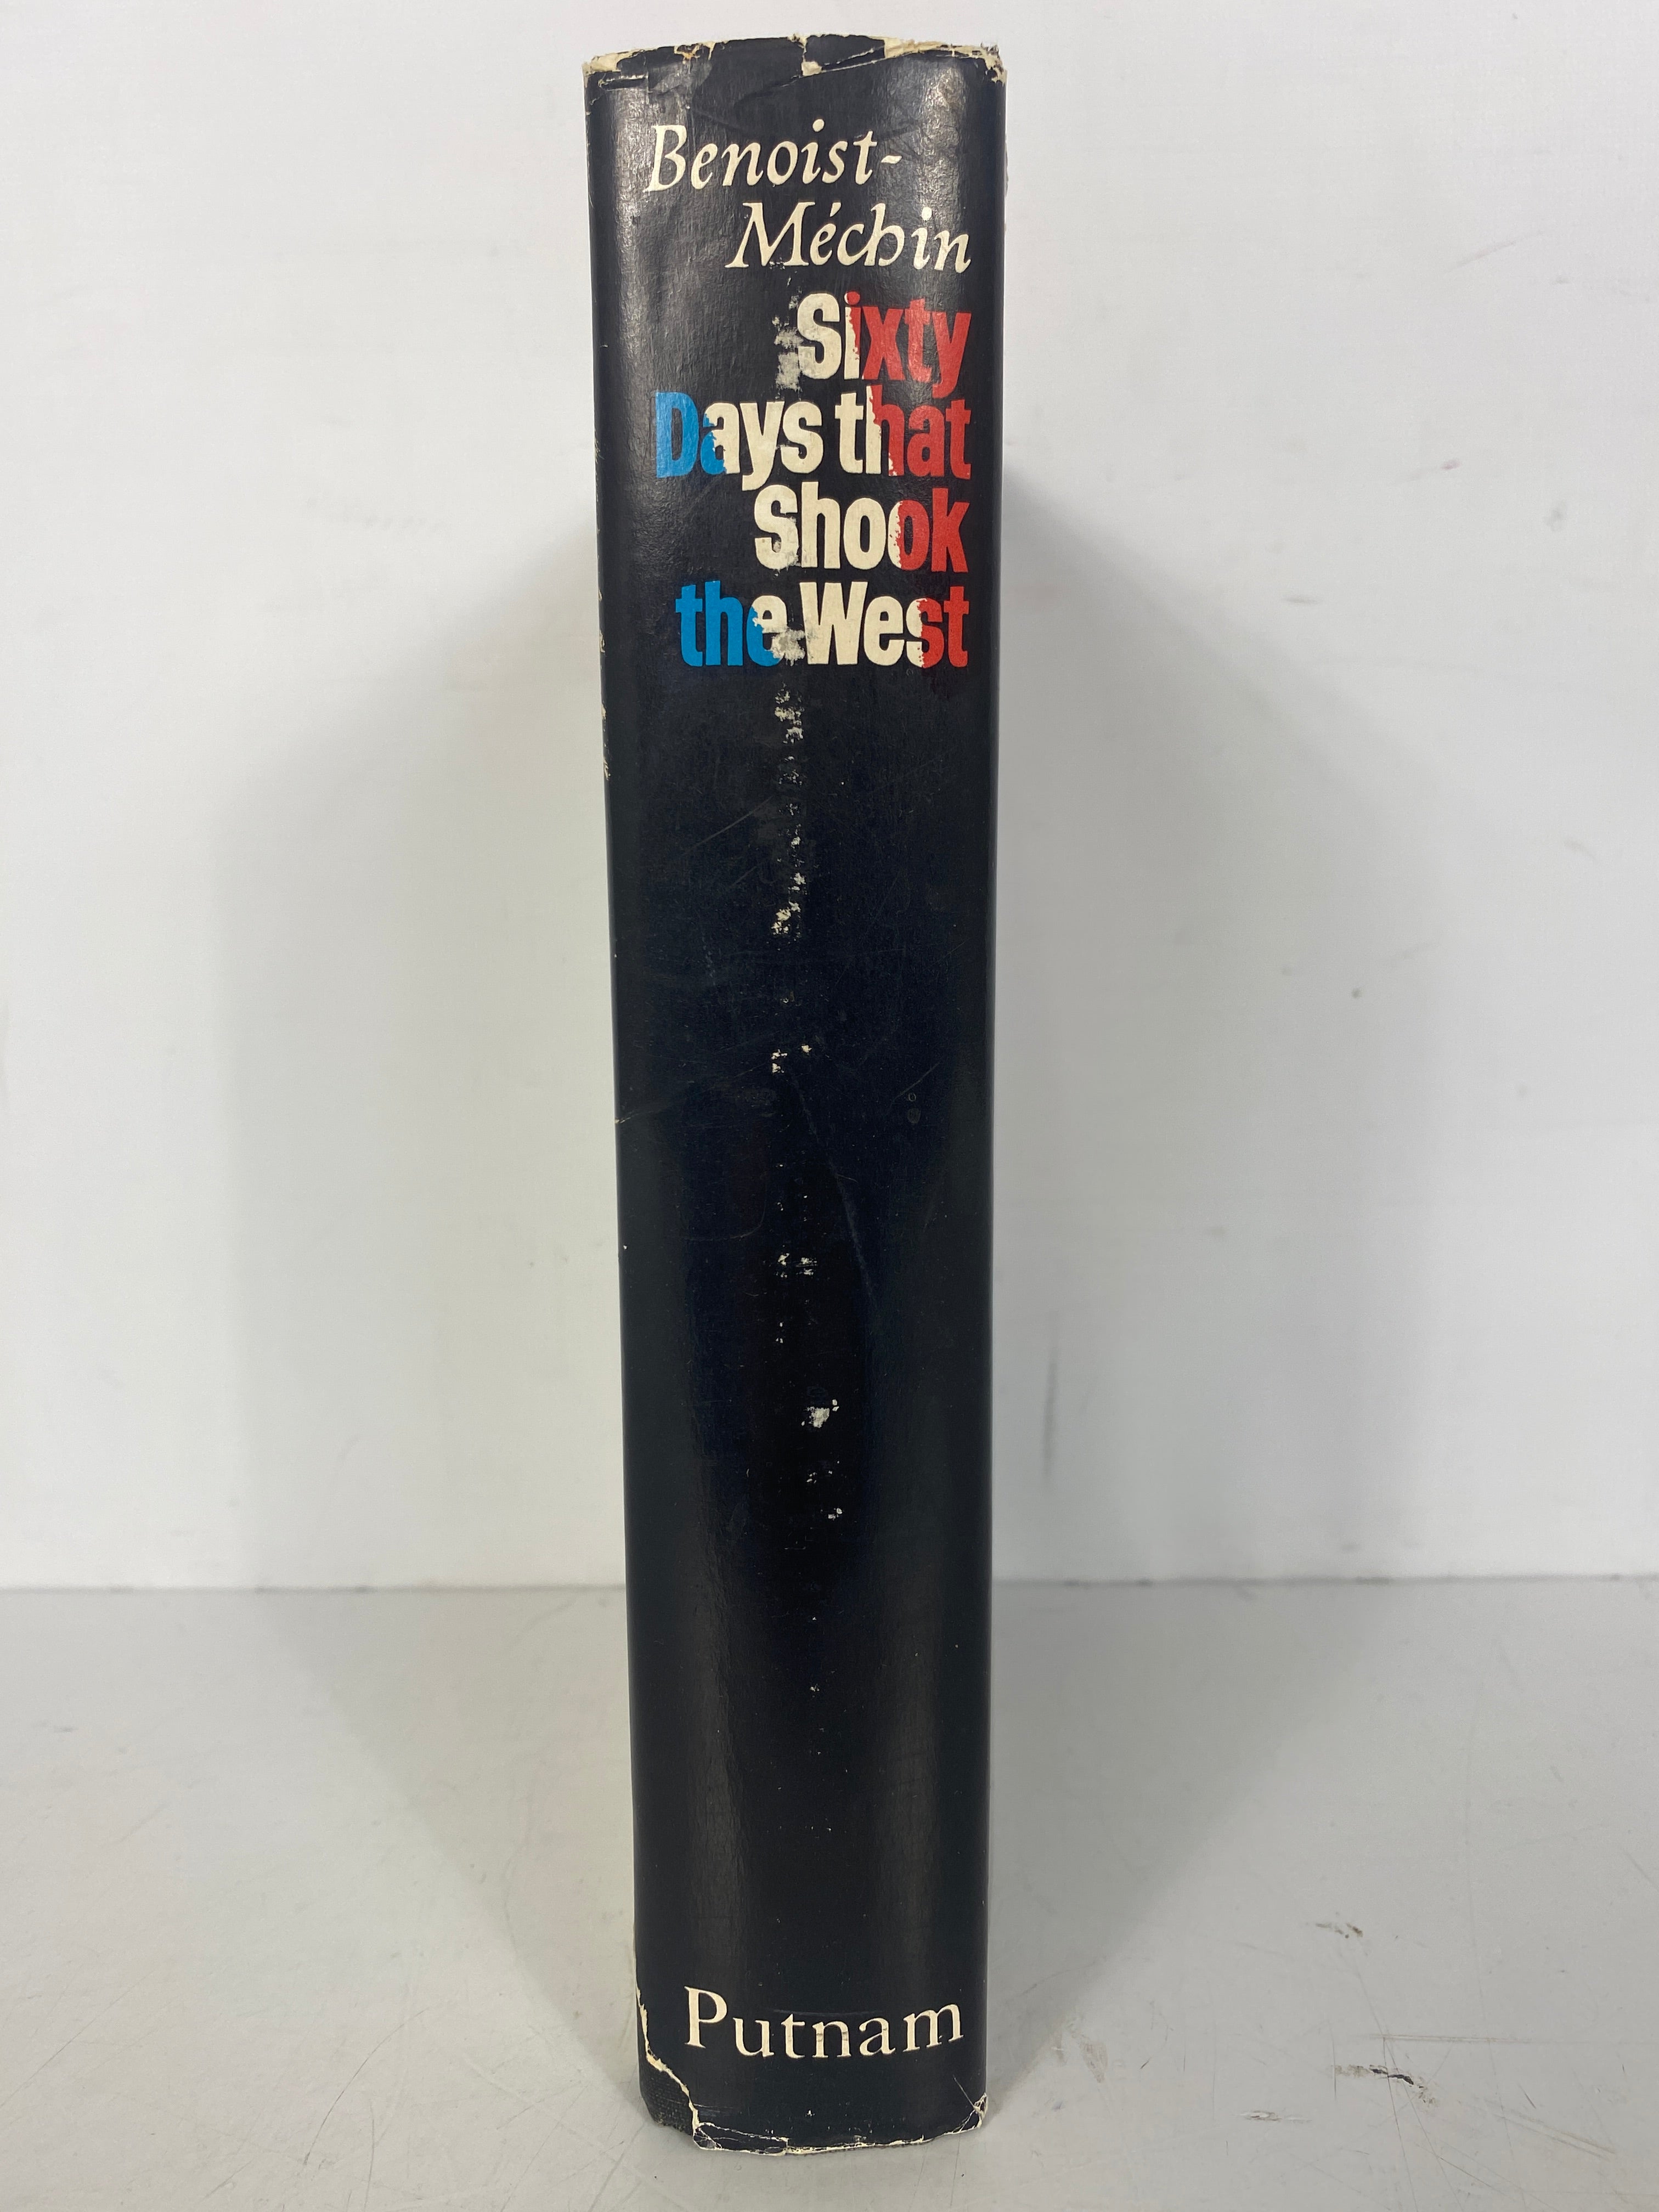 Benoist-
Méchin
Sixty
Days that
Shook
the West
Putnam